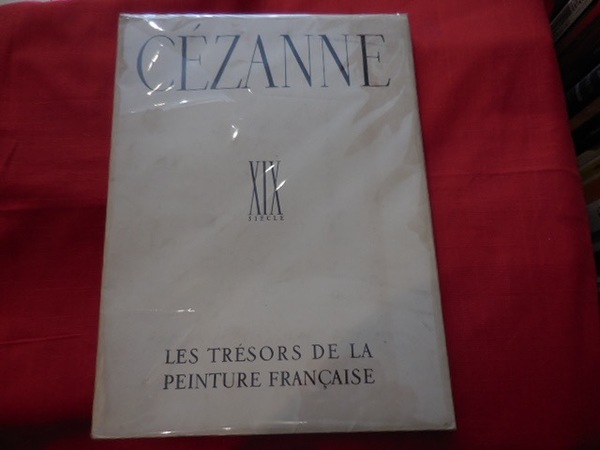 CÉZANNE
XIX
SIÈCLE
LES TRÉSORS DE LA
PEINTURE FRANÇAISE